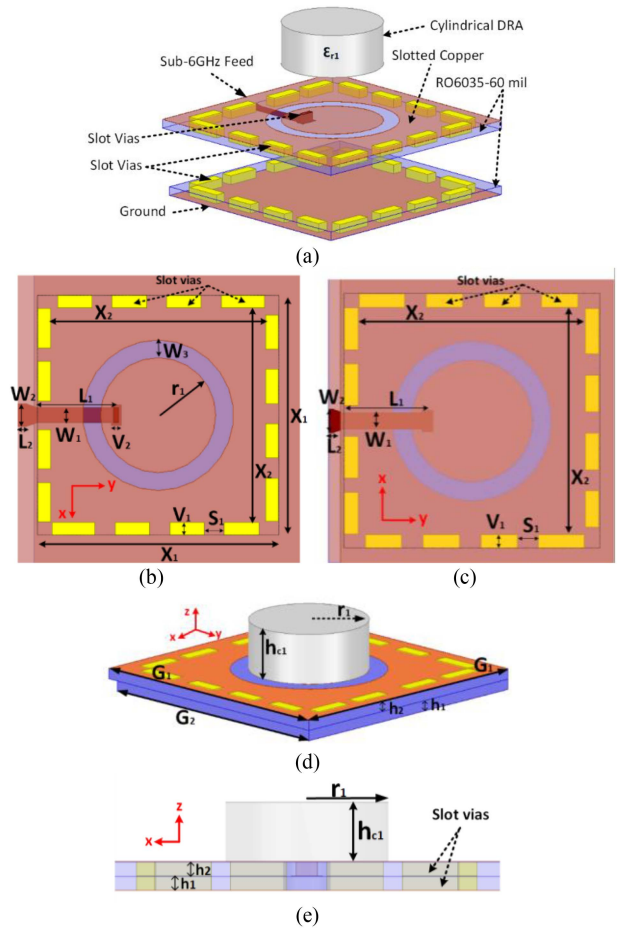 Cylindrical DRA
εr1
Slotted Copper
Sub-6GHz Feed
RO6035-60 mil
Slot Vias
Slot Vias
Ground
(a)
Slot vias
X2
W3
r1
W2
L1
L2
W1
V2
X2
X1
x
y
V1
S1
X1
(b)
Slot vias
X2
W2
L1
L2
W1
X2
x
y
V1
S1
(c)
z
x
y
r1
hc1
G1
G1
G2
h2
h1
(d)
r1
z
x
hc1
Slot vias
h2
h1
(e)